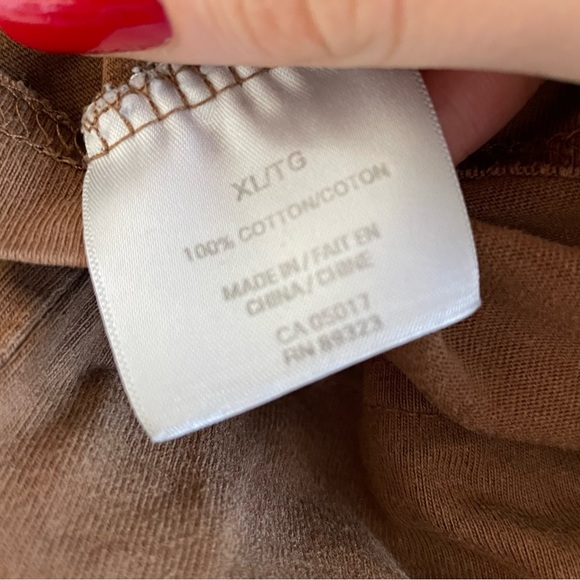 XL/TG
100% COTTON/COTON
MADE IN / FAIT EN
CHINA / CHINE
CA 05017
RN 89323